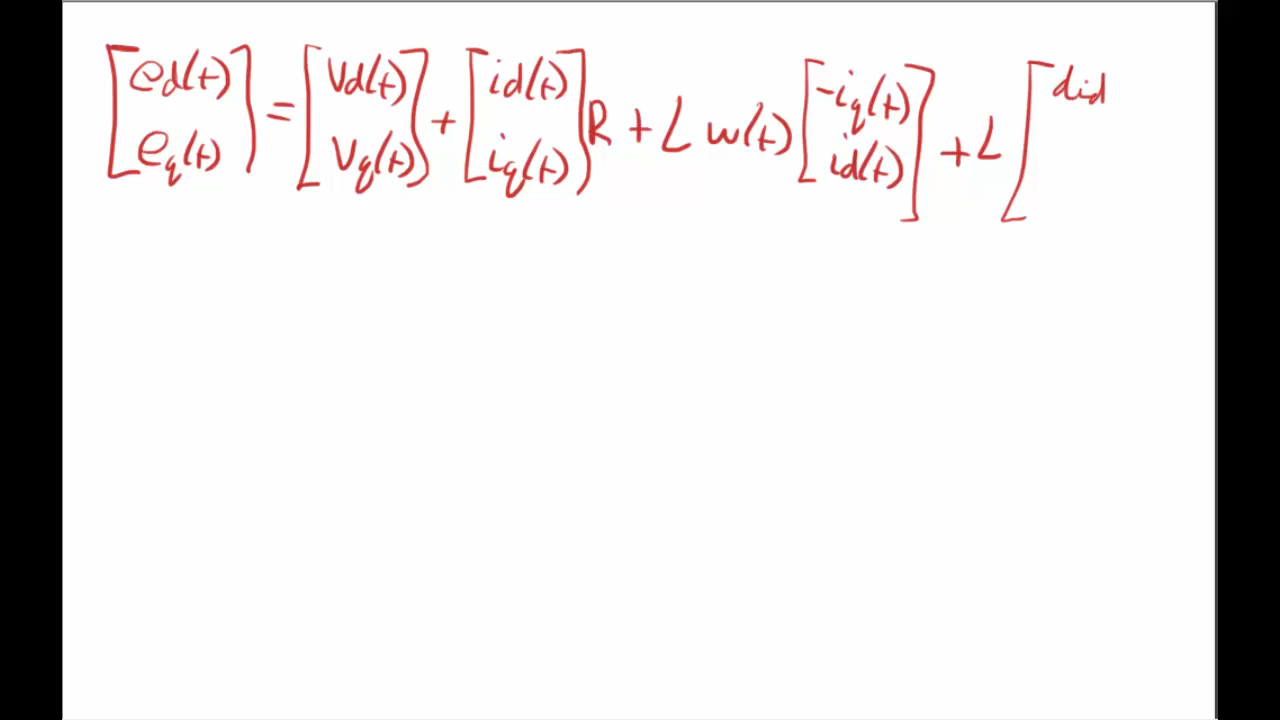 [ed(t) eq(t)] = [vd(t) vq(t)] + [id(t) iq(t)] R + L w(t) [-iq(t) id(t)] + L [did